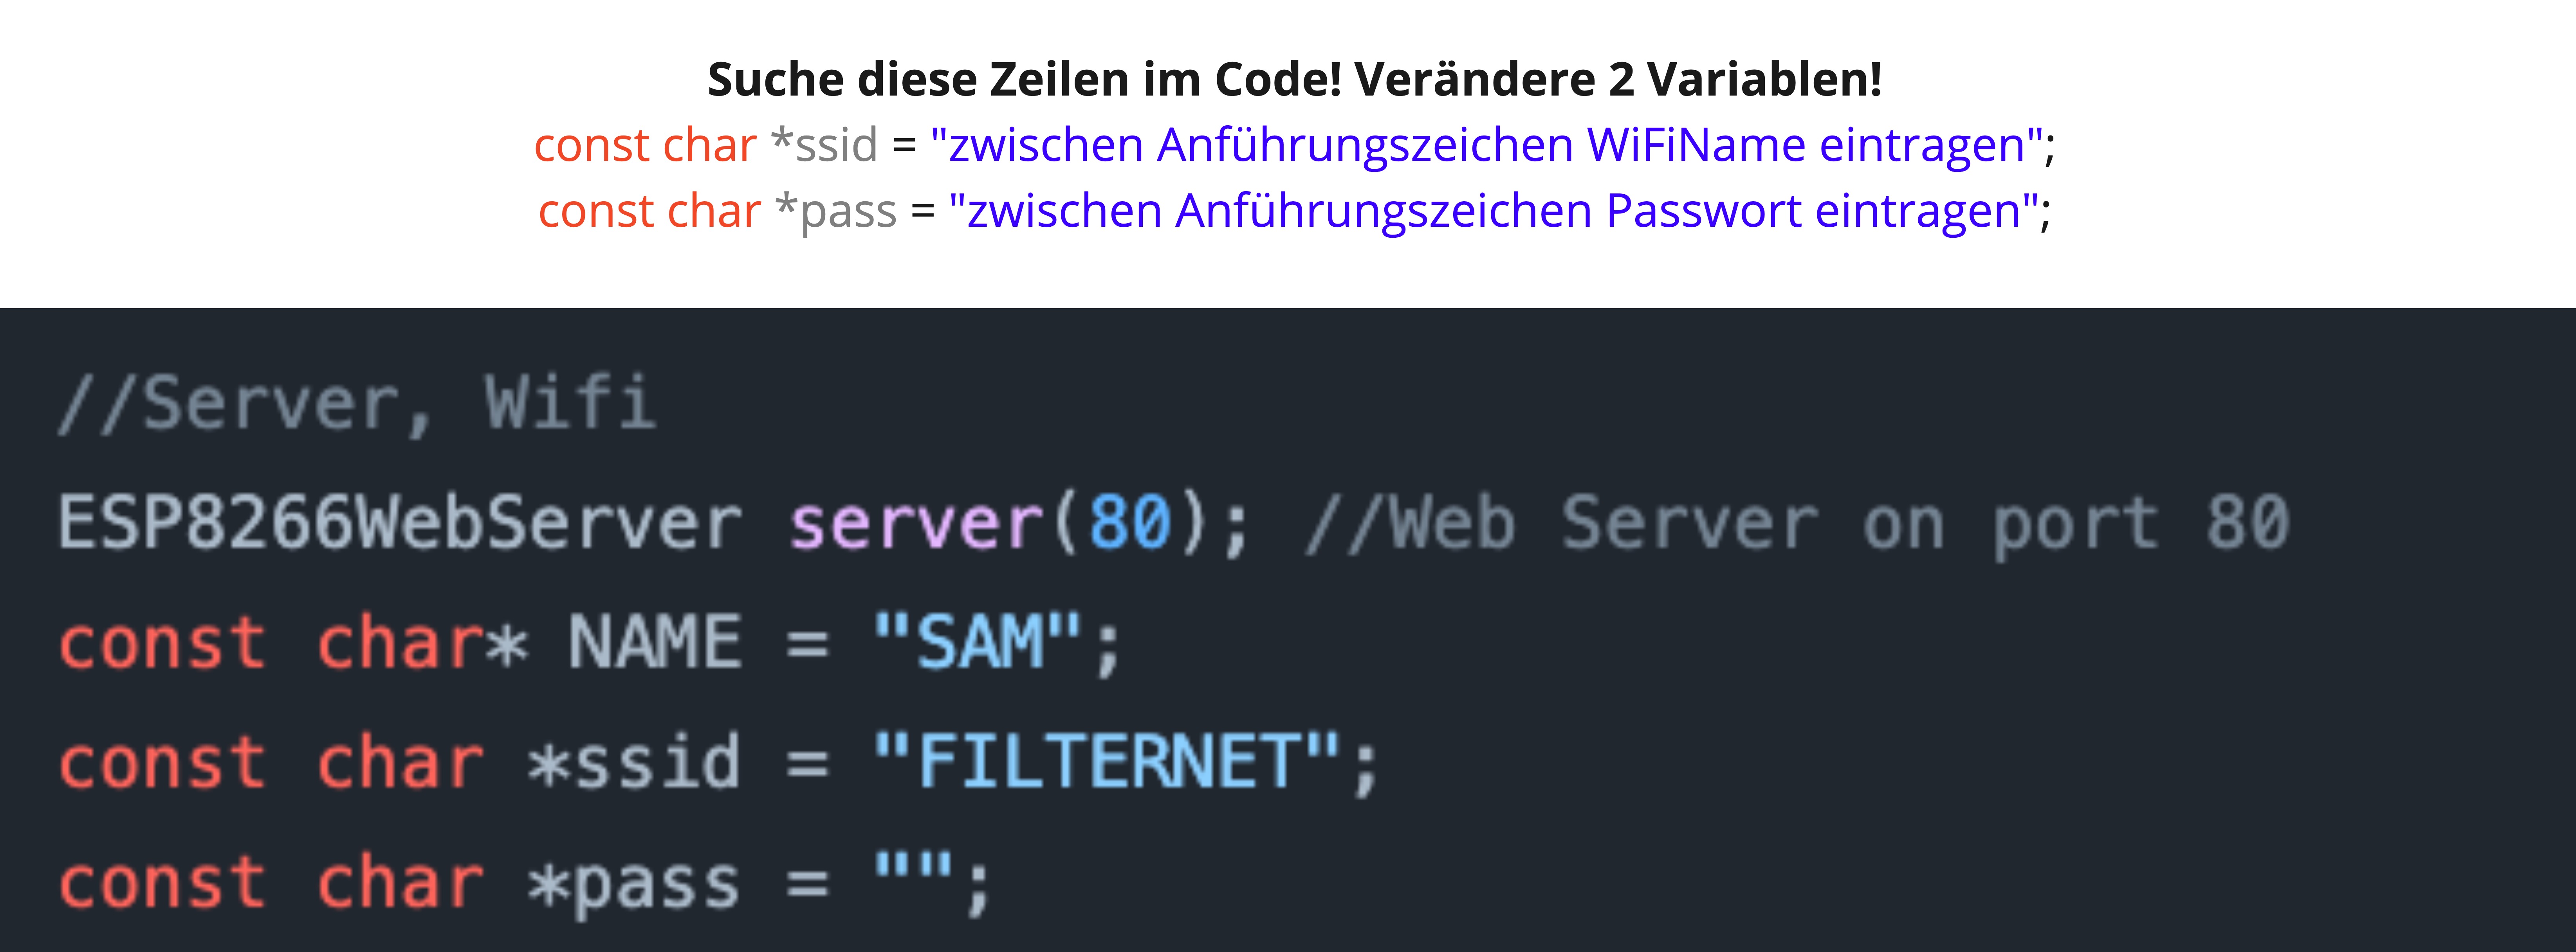 Suche diese Zeilen im Code! Verändere 2 Variablen!
const char *ssid = "zwischen Anführungszeichen WiFiName eintragen";
const char *pass = "zwischen Anführungszeichen Passwort eintragen";
//Server, Wifi
ESP8266WebServer server(80); //Web Server on port 80
const char* NAME = "SAM";
const char *ssid = "FILTERNET";
const char *pass = "";